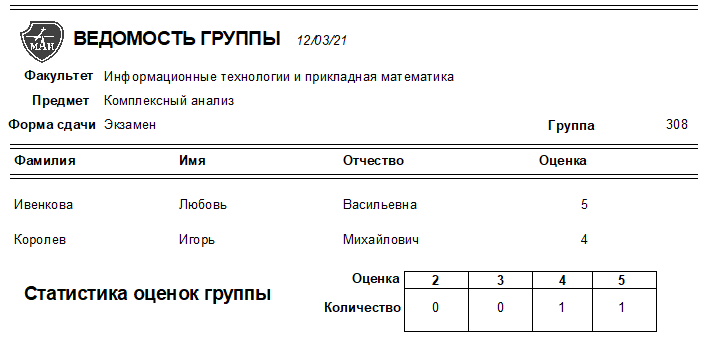 МАИ
ВЕДОМОСТЬ ГРУППЫ 12/03/21
Факультет Информационные технологии и прикладная математика
Предмет Комплексный анализ
Форма сдачи Экзамен Группа 308
Фамилия Имя Отчество Оценка
Ивенкова Любовь Васильевна 5
Королев Игорь Михайлович 4
Статистика оценок группы
Оценка 2 3 4 5
Количество 0 0 1 1